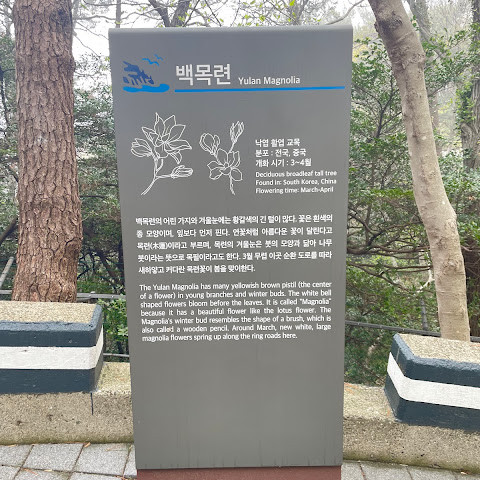 백목련 Yulan Magnolia
낙엽 활엽 교목
분포 : 전국, 중국
개화 시기 : 3~4월
Deciduous broadleaf tall tree
Found in: South Korea, China
Flowering time: March-April
백목련의 어린 가지와 겨울눈에는 황갈색의 긴 털이 많다. 꽃은 흰색의
종 모양이며, 잎보다 먼저 핀다. 연꽃처럼 아름다운 꽃이 달린다고
목련(木蓮)이라고 부르며, 목련의 겨울눈은 붓의 모양과 닮아 나무
붓이라는 뜻으로 목필이라고도 한다. 3월 무렵 이곳 순환 도로를 따라
새하얗고 커다란 목련꽃이 봄을 맞이한다.
The Yulan Magnolia has many yellowish brown pistil (the center
of a flower) in young branches and winter buds. The white bell
shaped flowers bloom before the leaves. It is called "Magnolia"
because it has a beautiful flower like the lotus flower. The
Magnolia's winter bud resembles the shape of a brush, which is
also called a wooden pencil. Around March, new white, large
magnolia flowers spring up along the ring roads here.